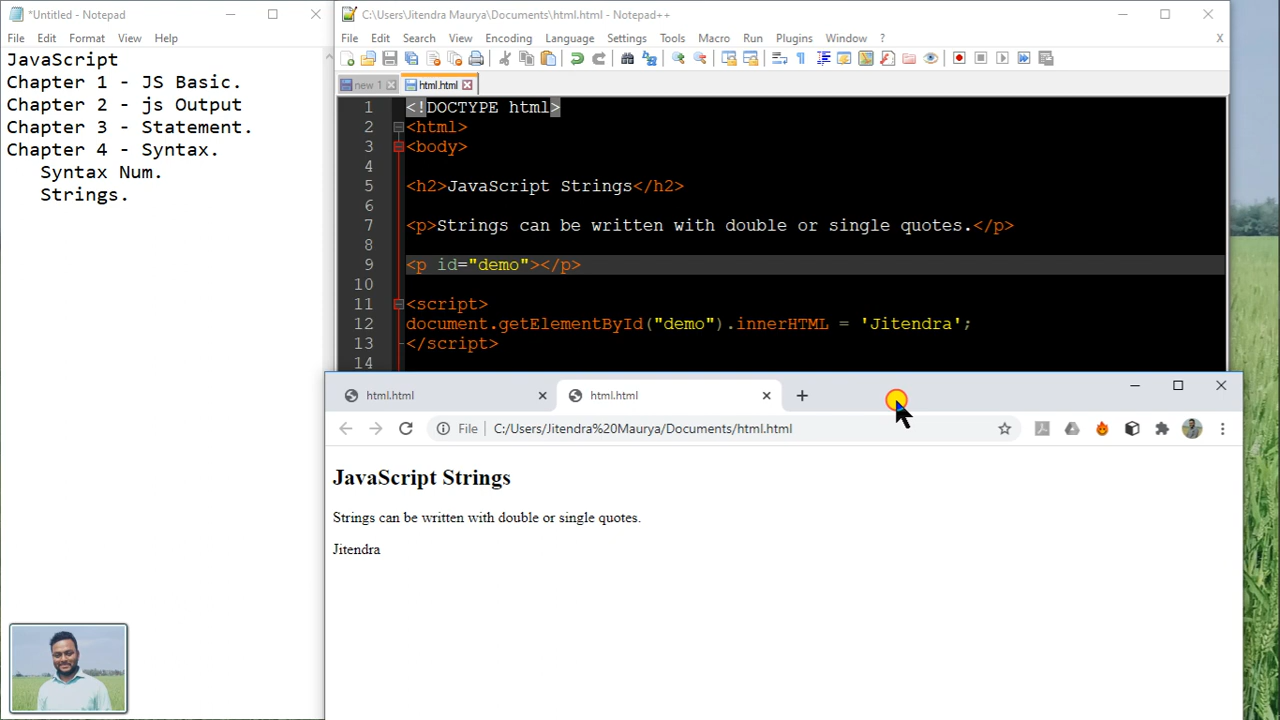 *Untitled - Notepad
File Edit Format View Help
JavaScript
Chapter 1 - JS Basic.
Chapter 2 - js Output
Chapter 3 - Statement.
Chapter 4 - Syntax.
Syntax Num.
Strings.
C:\Users\Jitendra Maurya\Documents\html.html - Notepad++
File Edit Search View Encoding Language Settings Tools Macro Run Plugins Window ? X
new 1 html.html
1 <!DOCTYPE html>
2 <html>
3 <body>
4
5 <h2>JavaScript Strings</h2>
6
7 <p>Strings can be written with double or single quotes.</p>
8
9 <p id="demo"></p>
10
11 <script>
12 document.getElementById("demo").innerHTML = 'Jitendra';
13 </script>
14
html.html html.html
File C:/Users/Jitendra%20Maurya/Documents/html.html
JavaScript Strings
Strings can be written with double or single quotes.
Jitendra